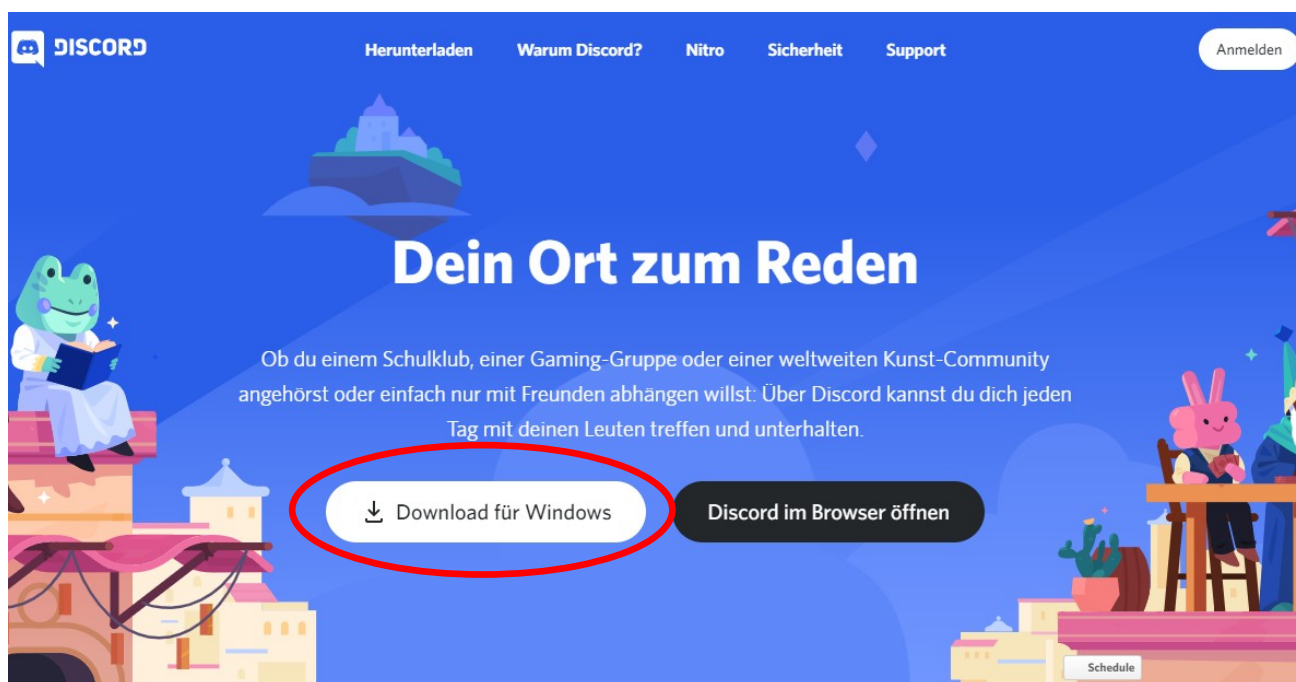 DISCORD
Herunterladen Warum Discord? Nitro Sicherheit Support
Anmelden
Dein Ort zum Reden
Ob du einem Schulklub, einer Gaming-Gruppe oder einer weltweiten Kunst-Community
angehörst oder einfach nur mit Freunden abhängen willst: Über Discord kannst du dich jeden
Tag mit deinen Leuten treffen und unterhalten.
Download für Windows
Discord im Browser öffnen
Schedule